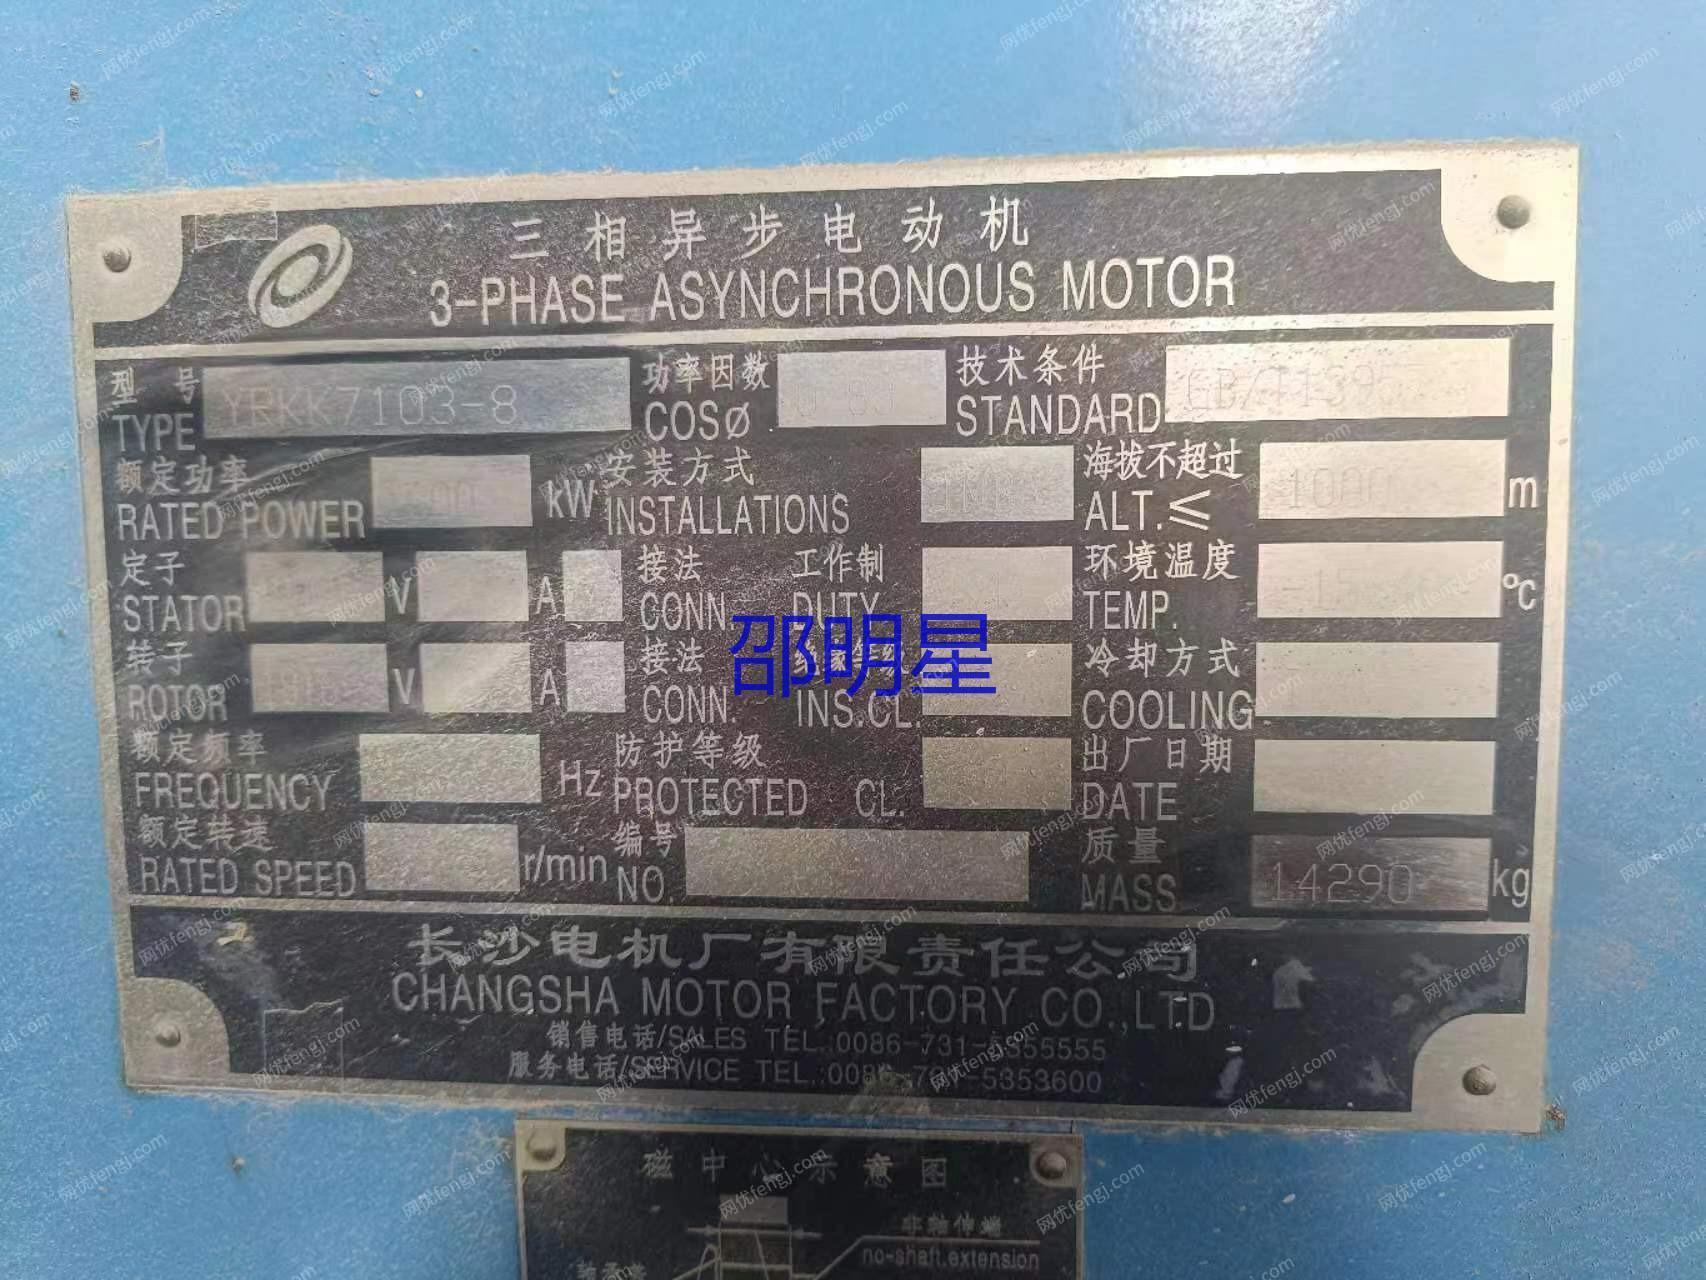 三相异步电动机
3-PHASE ASYNCHRONOUS MOTOR
型 号 功率因数 技术条件
TYPE YRKK7103-8 COSø STANDARD
额定功率 安装方式 海拔不超过
RATED POWER kW INSTALLATIONS ALT.≤ 1000 m
定子 接法 工作制 环境温度
STATOR V A CONN. DUTY TEMP. ℃
转子 接法 冷却方式
ROTOR V A CONN. INS.CL. COOLING
邵明星
额定频率 防护等级 出厂日期
FREQUENCY Hz PROTECTED CL. DATE
额定转速 编号 质量
RATED SPEED r/min NO. MASS 14290 kg
长沙电机厂有限责任公司
CHANGSHA MOTOR FACTORY CO.,LTD
销售电话/SALES TEL.:0086-731-5355555
服务电话/SERVICE TEL.:
磁中心示意图
非轴伸端
no-shaft.extension